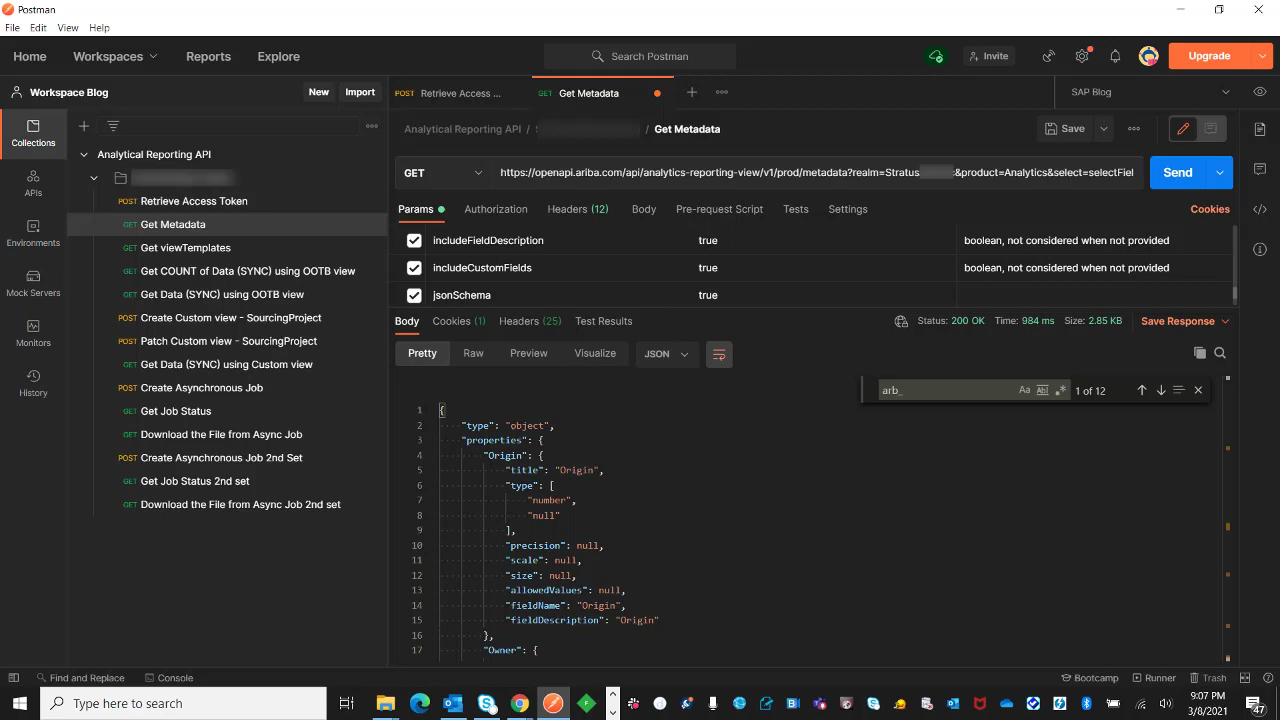 Postman
File Edit View Help
Home Workspaces Reports Explore Search Postman Invite Upgrade
Workspace Blog New Import POST Retrieve Access ... GET Get Metadata SAP Blog
Collections
APIs
Environments
Mock Servers
Monitors
History
Analytical Reporting API
POST Retrieve Access Token
GET Get Metadata
GET Get viewTemplates
GET Get COUNT of Data (SYNC) using OOTB view
GET Get Data (SYNC) using OOTB view
POST Create Custom view - SourcingProject
POST Patch Custom view - SourcingProject
GET Get Data (SYNC) using Custom view
POST Create Asynchronous Job
GET Get Job Status
GET Download the File from Async Job
POST Create Asynchronous Job 2nd Set
GET Get Job Status 2nd set
GET Download the File from Async Job 2nd set
Analytical Reporting API / / Get Metadata Save
GET https://openapi.ariba.com/api/analytics-reporting-view/v1/prod/metadata?realm=Stratus &product=Analytics&select=selectFiel Send
Params Authorization Headers (12) Body Pre-request Script Tests Settings Cookies
includeFieldDescription true boolean, not considered when not provided
includeCustomFields true boolean, not considered when not provided
jsonSchema true
Body Cookies (1) Headers (25) Test Results Status: 200 OK Time: 984 ms Size: 2.85 KB Save Response
Pretty Raw Preview Visualize JSON
arb_ Aa Abl .* 1 of 12
1 {
2 "type": "object",
3 "properties": {
4 "Origin": {
5 "title": "Origin",
6 "type": [
7 "number",
8 "null"
9 ],
10 "precision": null,
11 "scale": null,
12 "size": null,
13 "allowedValues": null,
14 "fieldName": "Origin",
15 "fieldDescription": "Origin"
16 },
17 "Owner": {
Find and Replace Console Bootcamp Runner Trash
Type here to search
9:07 PM
3/8/2021